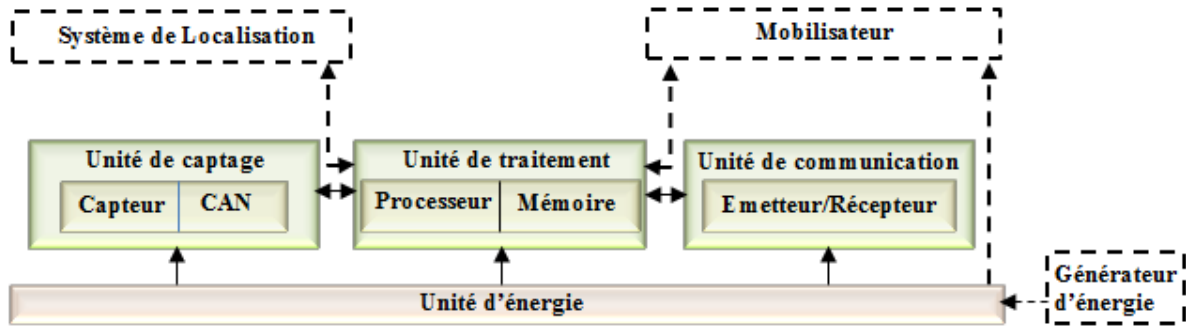 Système de Localisation
Mobilisateur
Unité de captage
Capteur
CAN
Unité de traitement
Processeur
Mémoire
Unité de communication
Emetteur/Récepteur
Unité d'énergie
Générateur
d'énergie